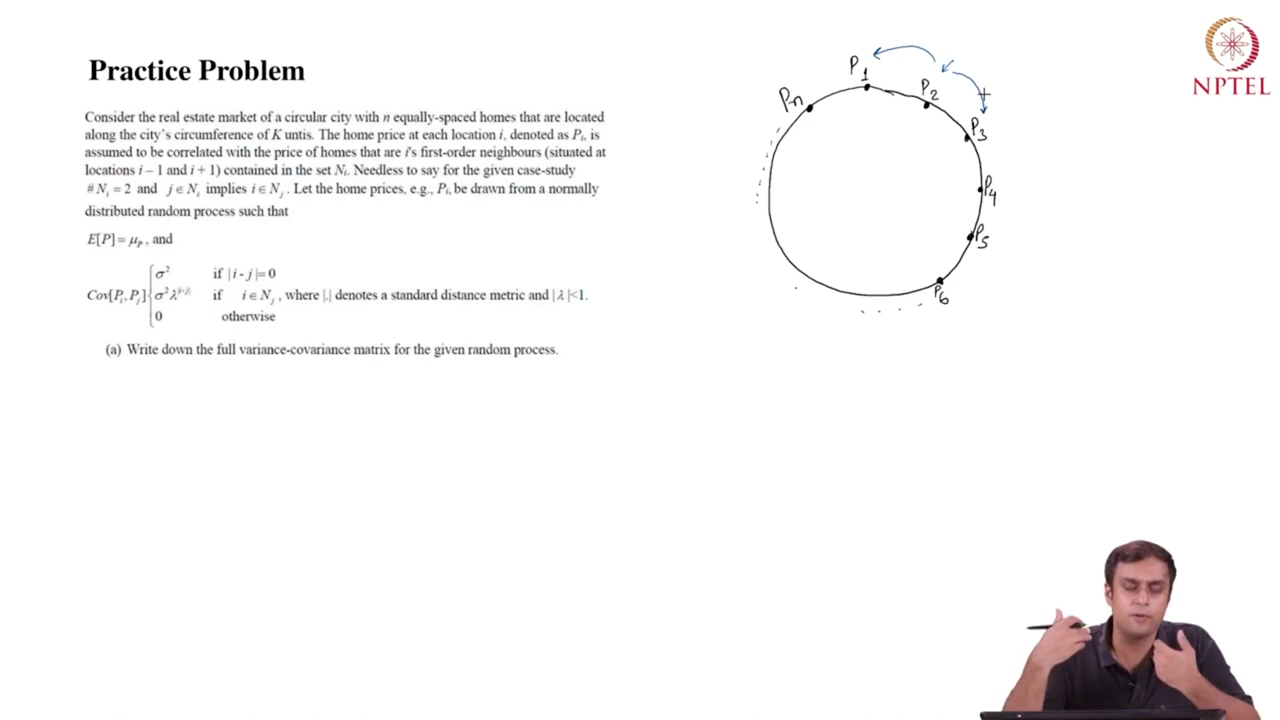 Practice Problem
Consider the real estate market of a circular city with n equally-spaced homes that are located
along the city's circumference of K untis. The home price at each location i, denoted as Pi, is
assumed to be correlated with the price of homes that are i's first-order neighbours (situated at
locations i – 1 and i + 1) contained in the set Ni. Needless to say for the given case-study
# Ni = 2 and j ∈ Ni implies i ∈ Nj. Let the home prices, e.g., Pi, be drawn from a normally
distributed random process such that
E[P] = μP, and
Cov[Pi, Pj] { σ² if | i - j |= 0
σ²λ^|i-j| if i ∈ Nj, where |.| denotes a standard distance metric and | λ |<1.
0 otherwise
(a) Write down the full variance-covariance matrix for the given random process.
P1
P2
P3
P4
P5
P6
Pn
NPTEL